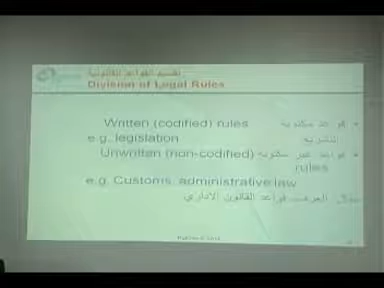 تقسيم القواعد القانونية
Division of Legal Rules
Written (codified) rules قواعد مكتوبة •
e.g. legislation التشريع
Unwritten (non-codified) قواعد غير مكتوبة •
rules
e.g. Customs, administrative law
مثال العرف، قواعد القانون الاداري